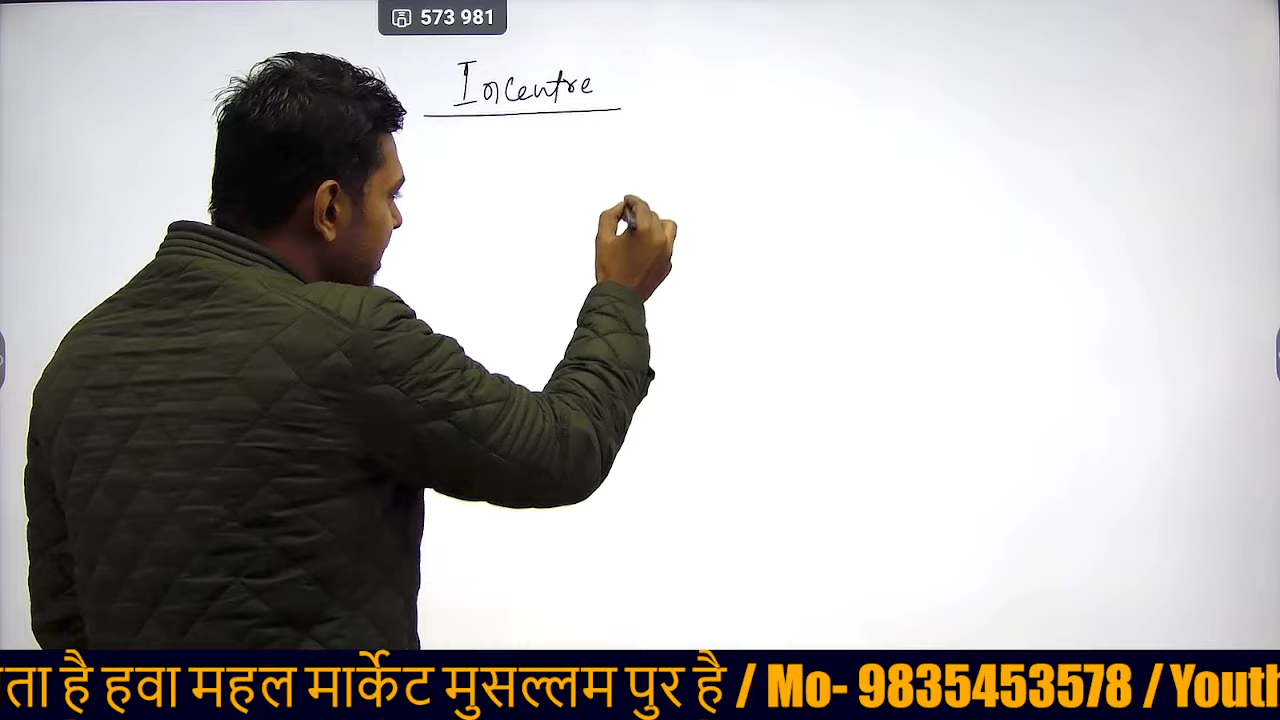 573 981
Incentre
ता है हवा महल मार्केट मुसल्लम पुर है / Mo- 9835453578 / Youth